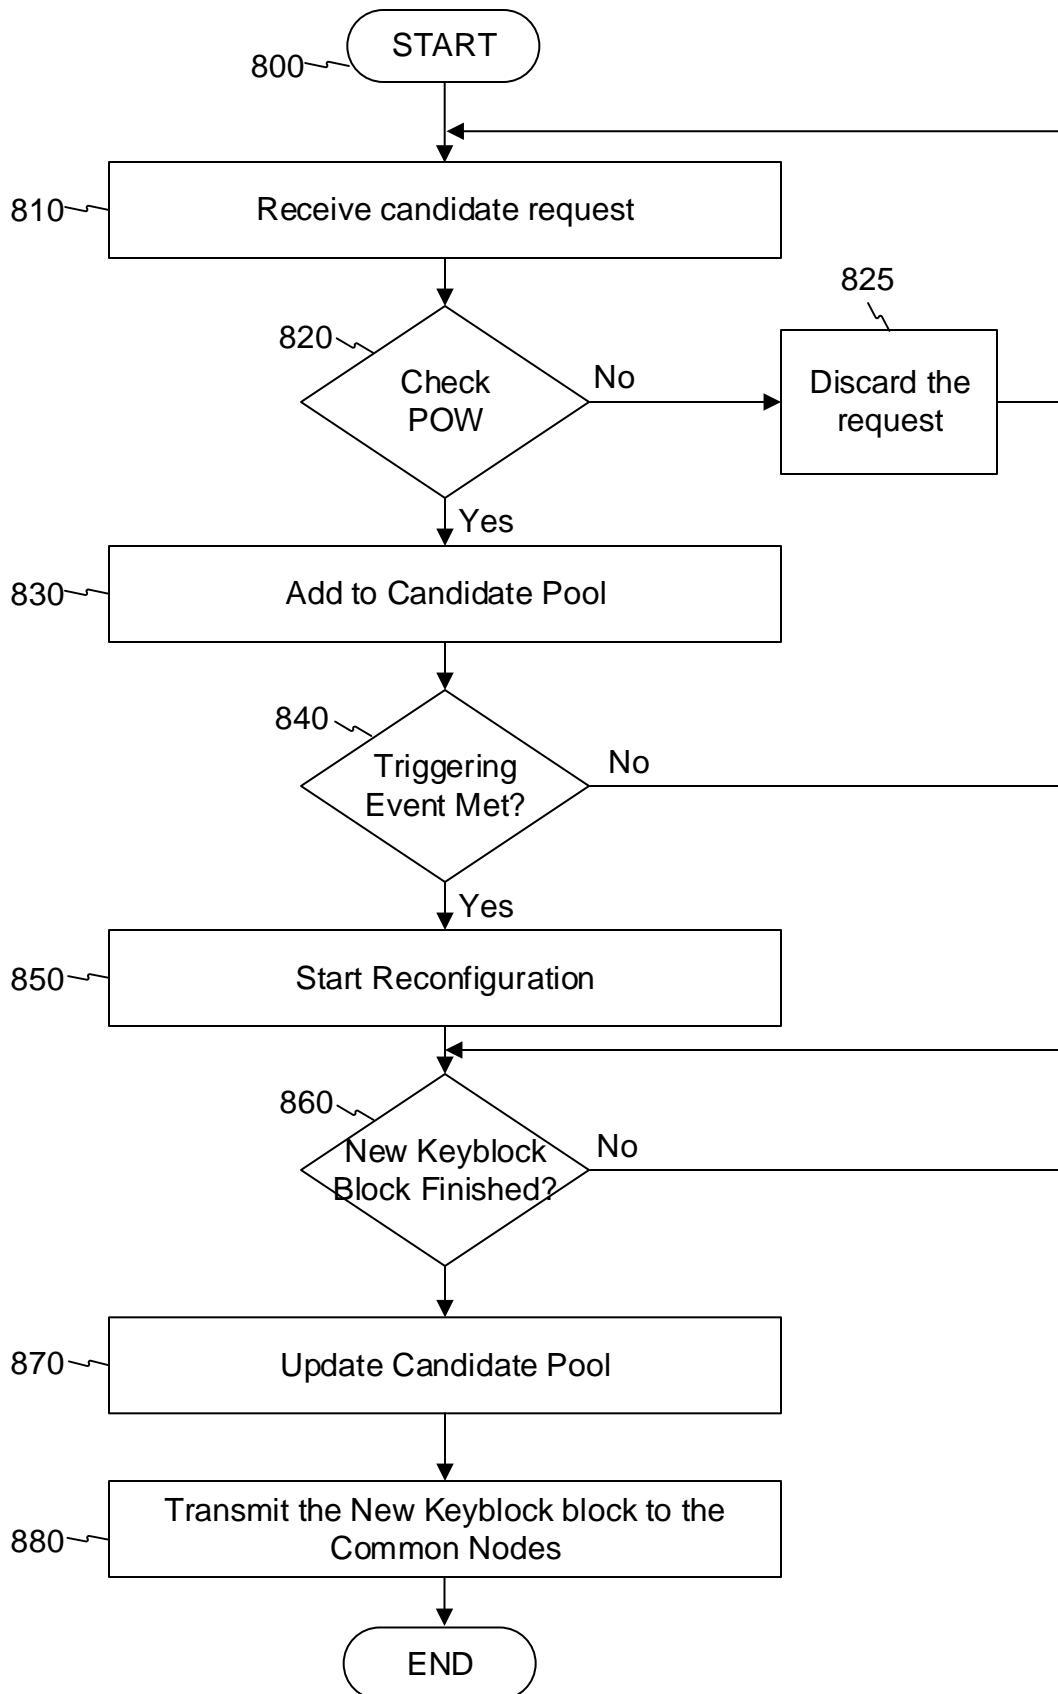 START
800
810
Receive candidate request
825
820
Check
POW
No
Discard the
request
Yes
830
Add to Candidate Pool
840
Triggering
Event Met?
No
Yes
850
Start Reconfiguration
860
New Keyblock
Block Finished?
No
870
Update Candidate Pool
880
Transmit the New Keyblock block to the
Common Nodes
END